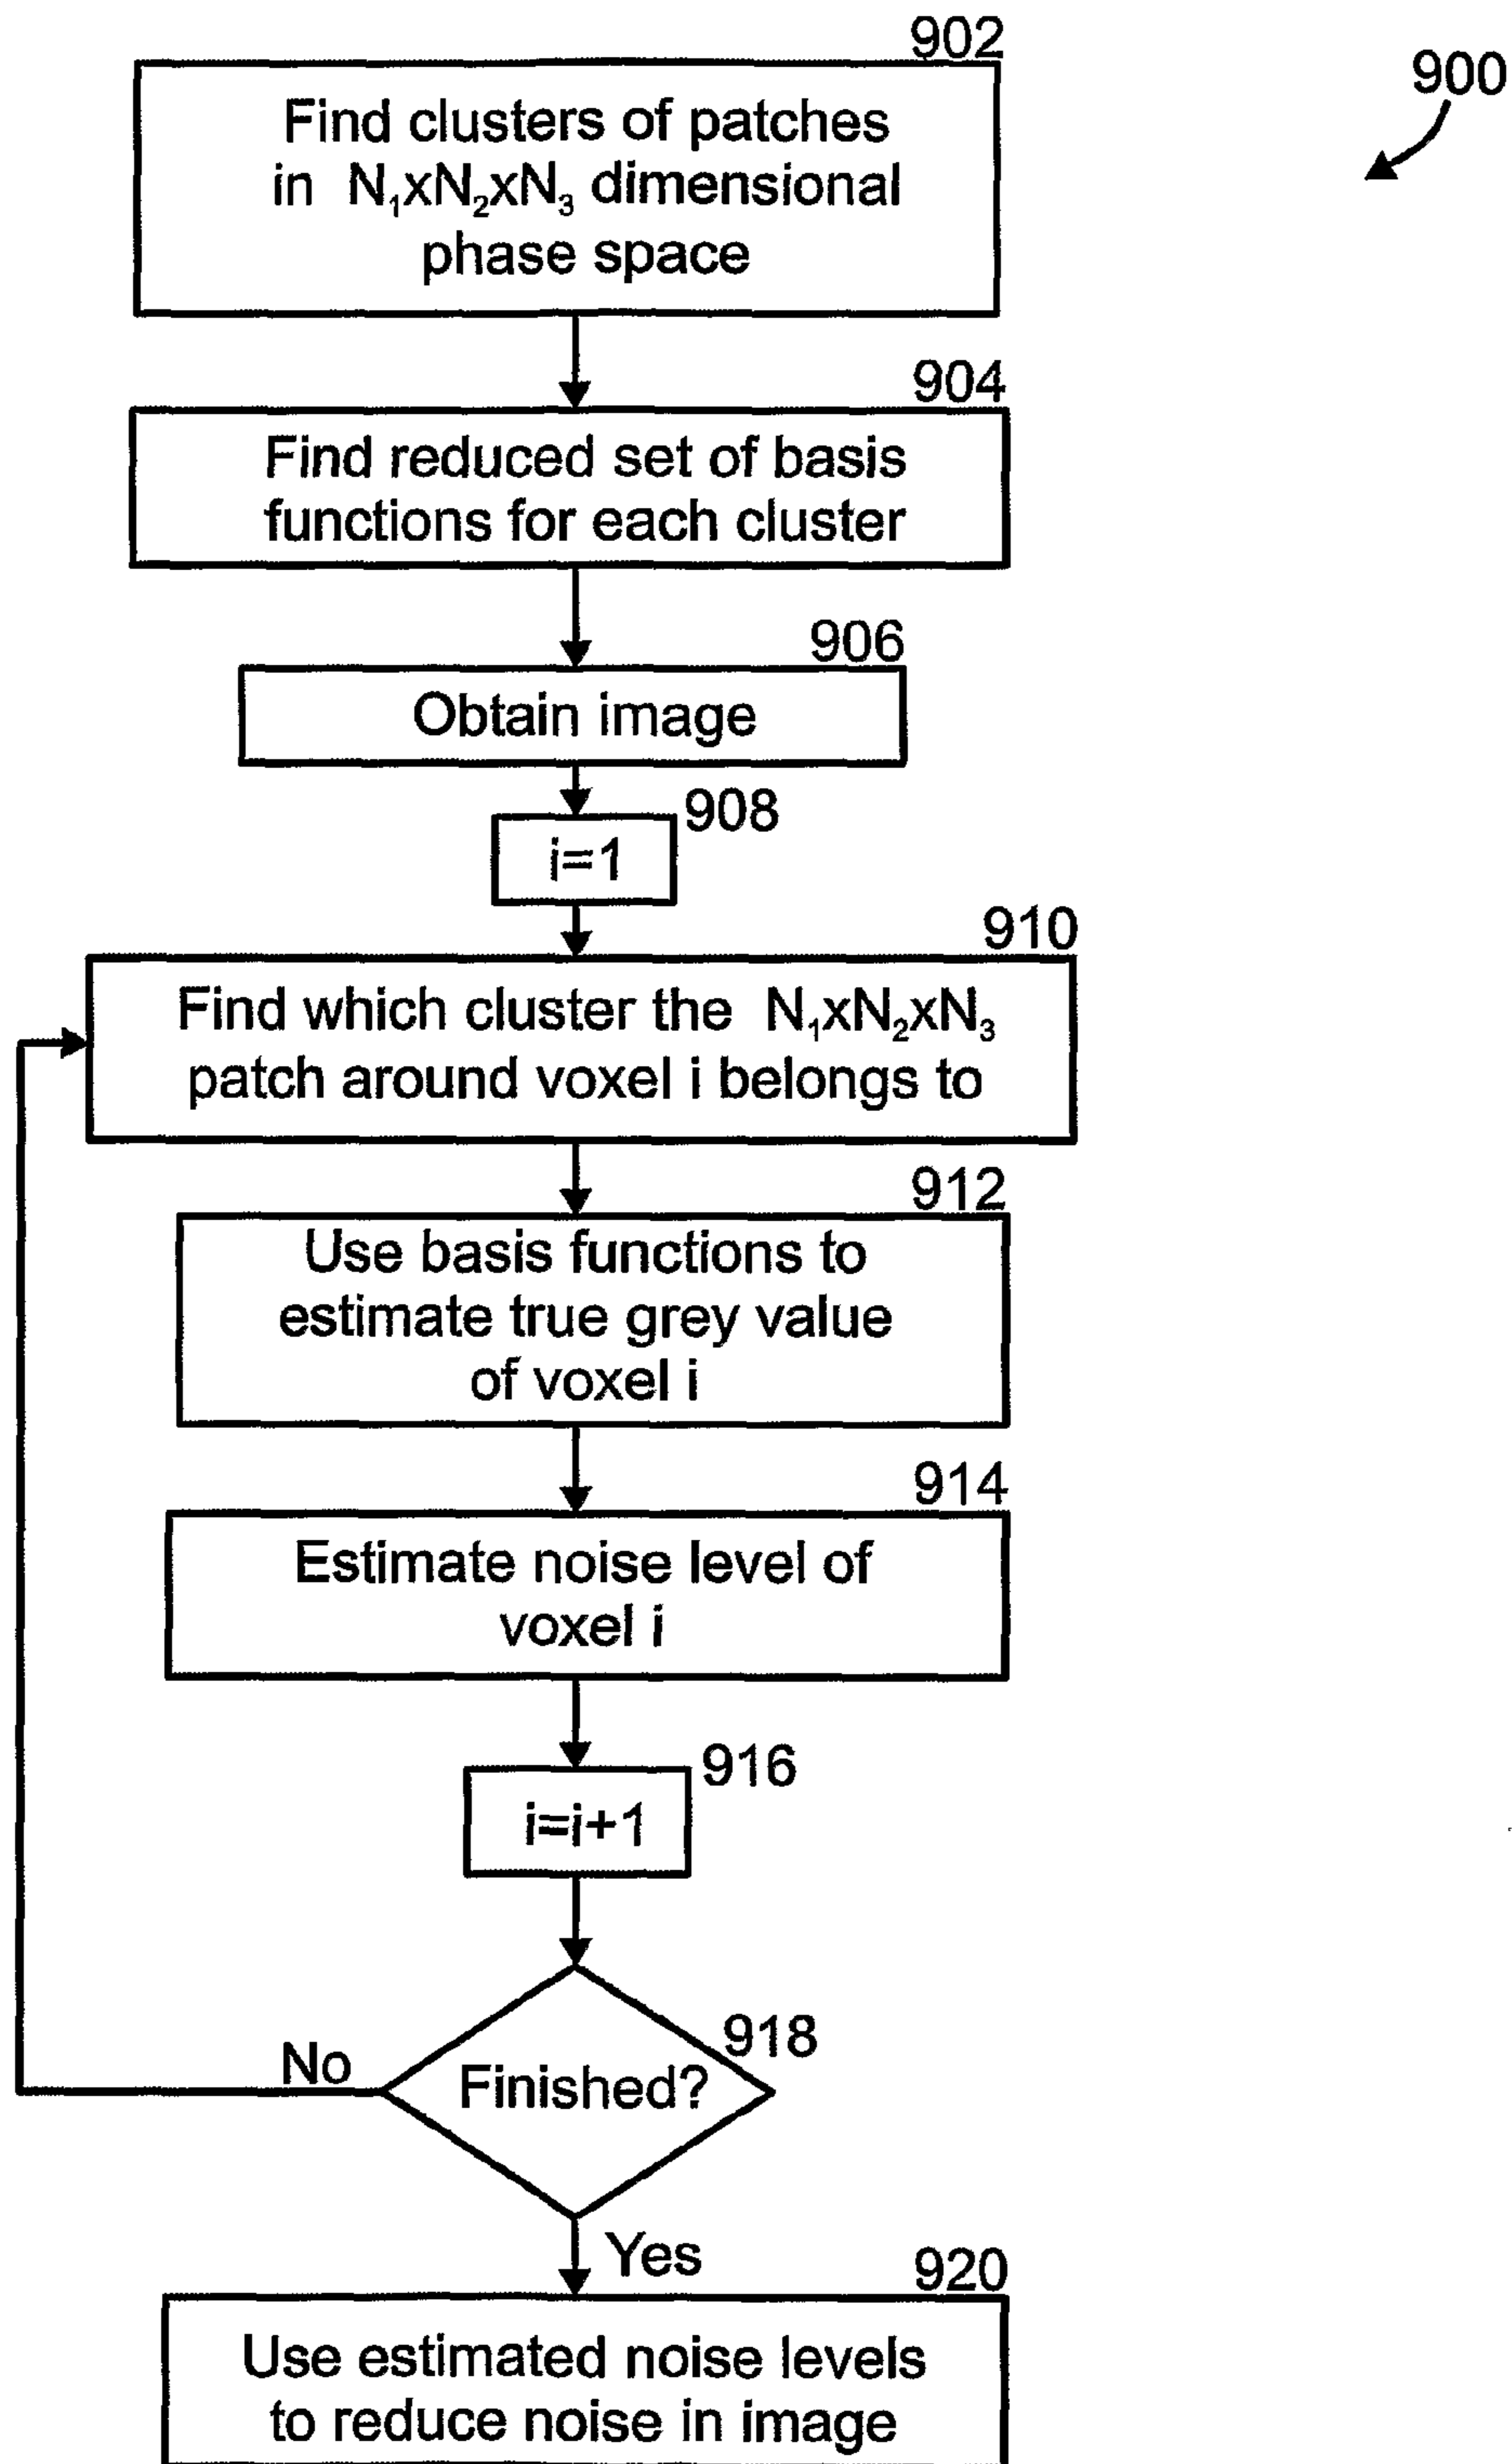 902
900
Find clusters of patches
in N₁xN₂xN₃ dimensional
phase space
904
Find reduced set of basis
functions for each cluster
906
Obtain image
908
i=1
910
Find which cluster the N₁xN₂xN₃
patch around voxel i belongs to
912
Use basis functions to
estimate true grey value
of voxel i
914
Estimate noise level of
voxel i
916
i=i+1
918
No
Finished?
Yes
920
Use estimated noise levels
to reduce noise in image